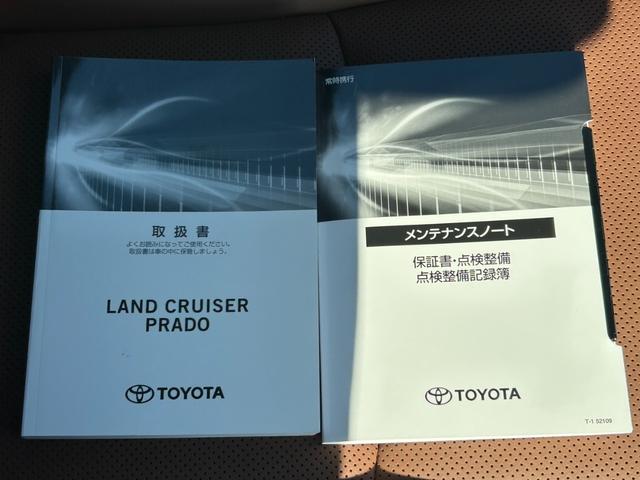 取扱書
よくお読みになってご使用ください。
取扱書は車の中に保管しましょう。
LAND CRUISER
PRADO
TOYOTA
常時携行
メンテナンスノート
保証書・点検整備
点検整備記録簿
TOYOTA
T-1 52109